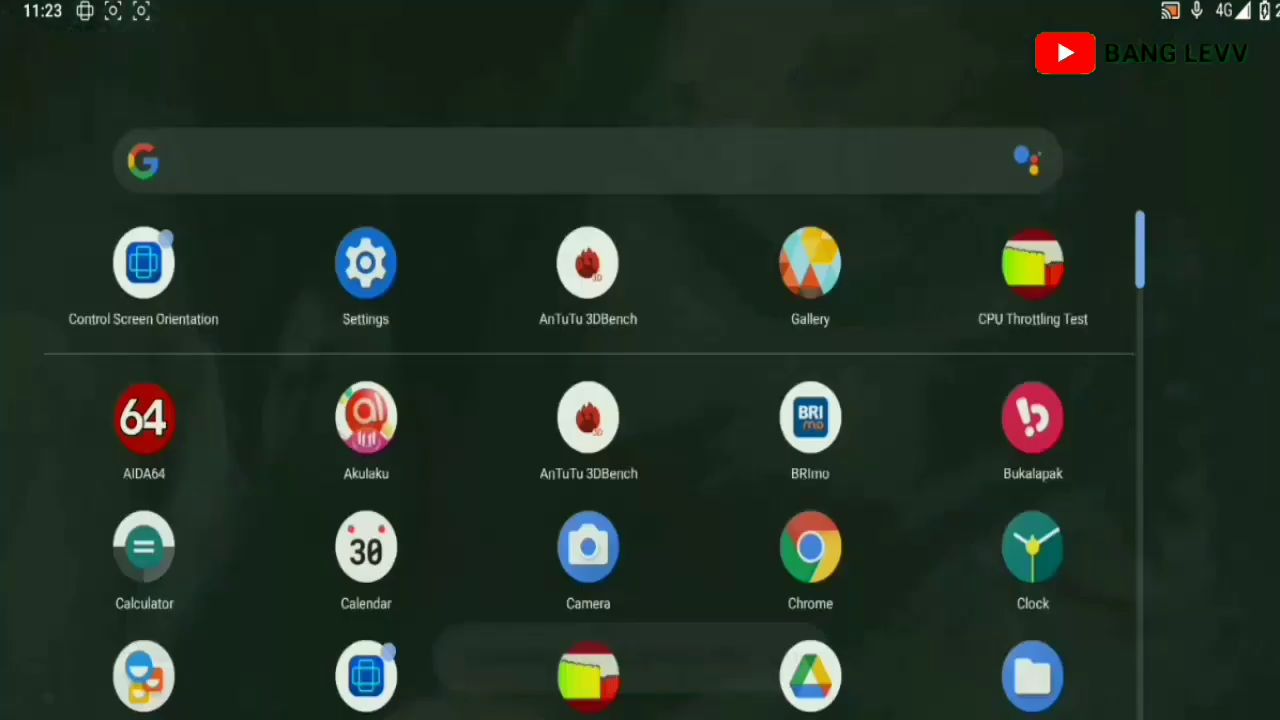 11:23
4G
BANG LEVV
Control Screen Orientation
Settings
AnTuTu 3DBench
Gallery
CPU Throttling Test
64
BRI
mo
AIDA64
Akulaku
AnTuTu 3DBench
BRImo
Bukalapak
30
Calculator
Calendar
Camera
Chrome
Clock